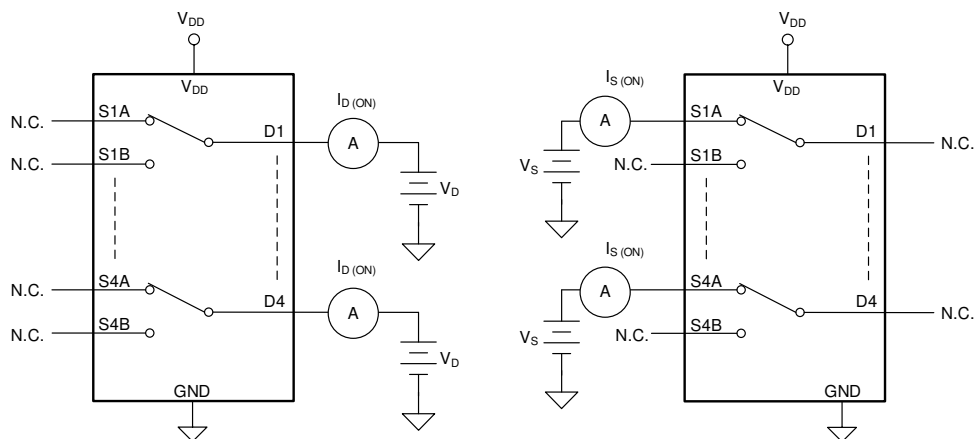 V_DD
V_DD
S1A
N.C.
D1
I_D (ON)
A
S1B
N.C.
V_D
S4A
N.C.
D4
I_D (ON)
A
S4B
N.C.
V_D
GND
V_DD
V_DD
I_S (ON)
A
S1A
D1
N.C.
V_S
N.C.
S1B
I_S (ON)
A
S4A
D4
N.C.
V_S
N.C.
S4B
GND